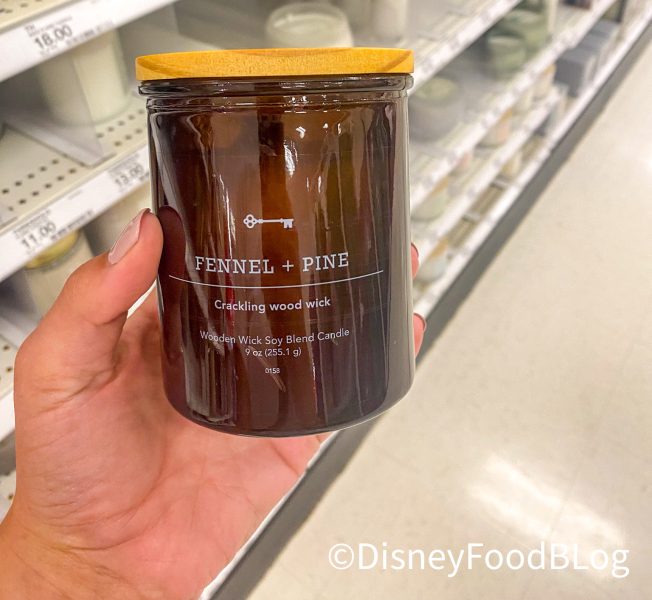 18.00
13.00
11.00
FENNEL + PINE
Crackling wood wick
Wooden Wick Soy Blend Candle
9 oz (255.1 g)
0158
©DisneyFoodBLog